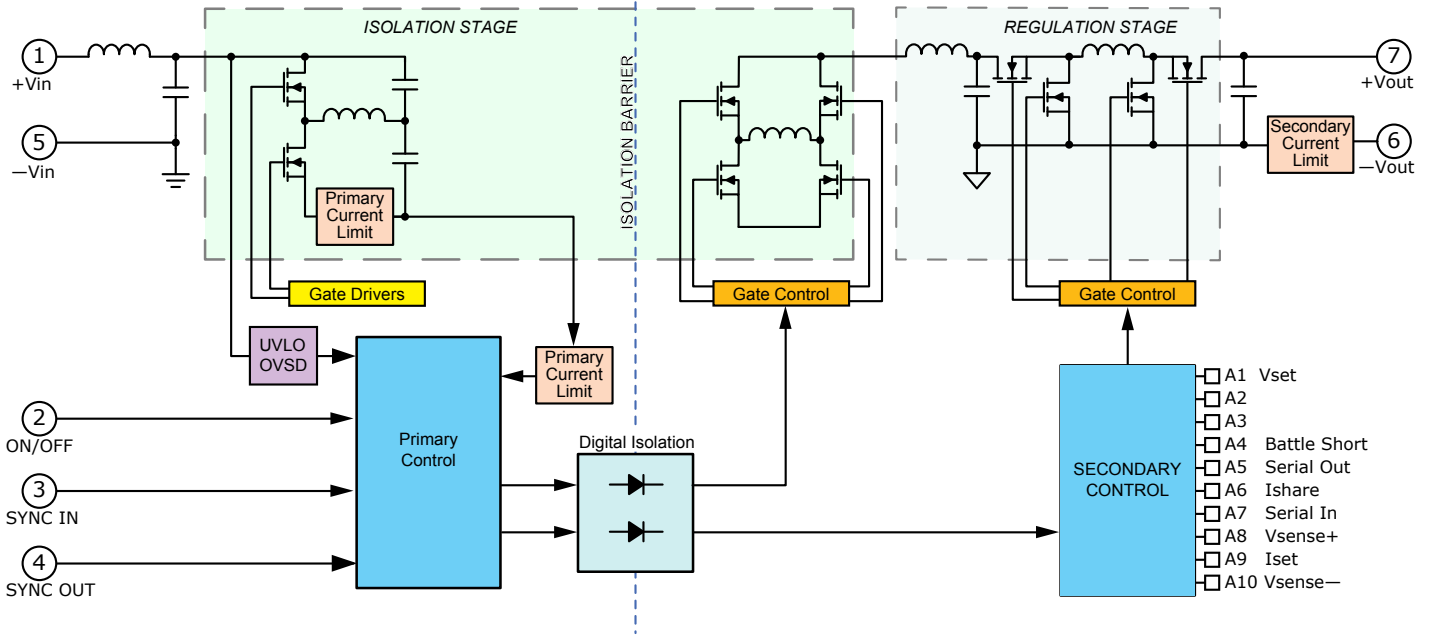 ISOLATION STAGE
REGULATION STAGE
1
+Vin
5
—Vin
ISOLATION BARRIER
7
+Vout
Secondary
Current
Limit
6
—Vout
Primary
Current
Limit
Gate Drivers
Gate Control
Gate Control
UVLO
OVSD
Primary
Current
Limit
2
ON/OFF
Primary
Control
3
SYNC IN
4
SYNC OUT
Digital Isolation
SECONDARY
CONTROL
A1 Vset
A2
A3
A4 Battle Short
A5 Serial Out
A6 Ishare
A7 Serial In
A8 Vsense+
A9 Iset
A10 Vsense—